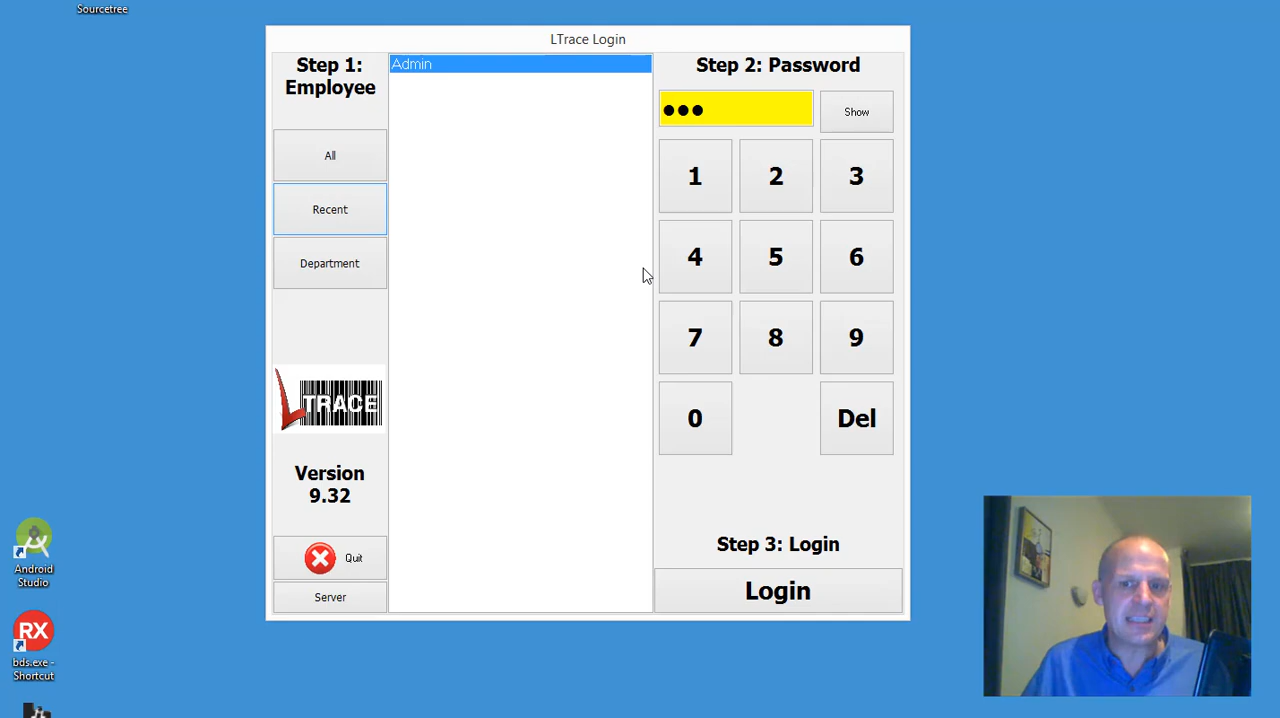 Sourcetree
LTrace Login
Step 1:
Employee
All
Recent
Department
LTRACE
Version
9.32
Quit
Server
Admin
Step 2: Password
Show
1 2 3
4 5 6
7 8 9
0 Del
Step 3: Login
Login
Android
Studio
RX
bds.exe -
Shortcut